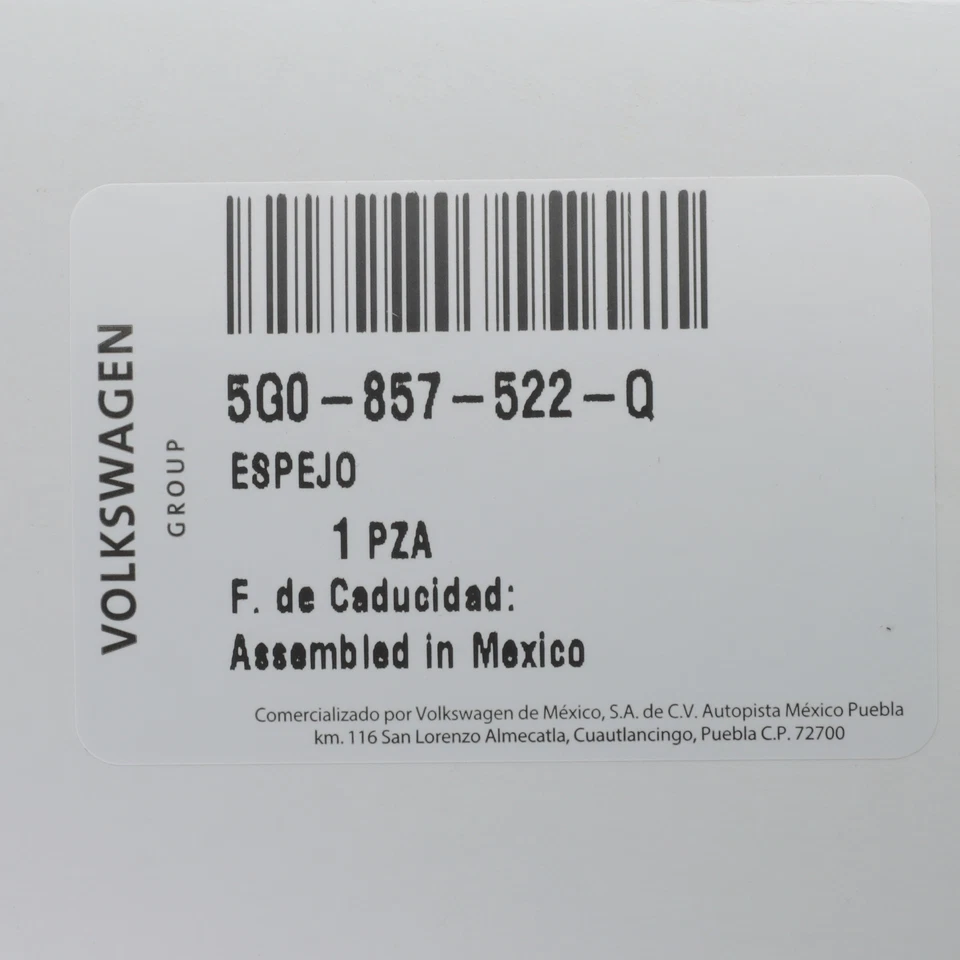 VOLKSWAGEN
GROUP
5G0-857-522-Q
ESPEJO
1 PZA
F. de Caducidad:
Assembled in Mexico
Comercializado por Volkswagen de México, S.A. de C.V. Autopista México Puebla
km. 116 San Lorenzo Almecatla, Cuautlancingo, Puebla C.P. 72700